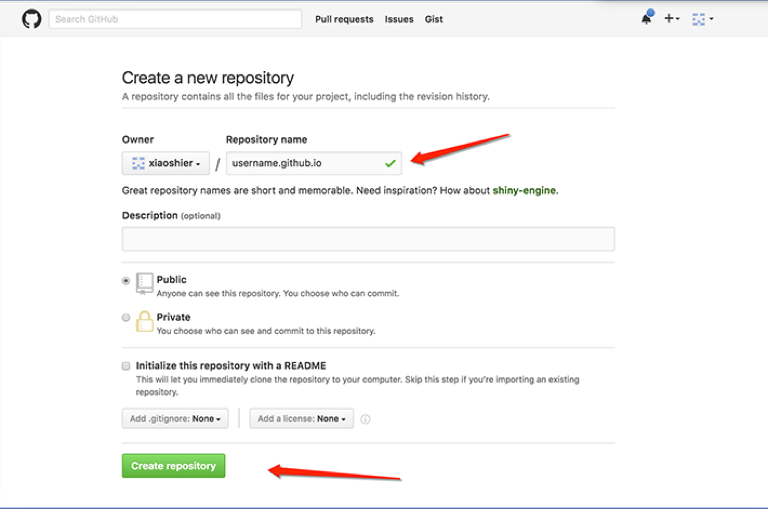 Search GitHub
Pull requests Issues Gist
Create a new repository
A repository contains all the files for your project, including the revision history.
Owner Repository name
xiaoshier / username.github.io
Great repository names are short and memorable. Need inspiration? How about shiny-engine.
Description (optional)
Public
Anyone can see this repository. You choose who can commit.
Private
You choose who can see and commit to this repository.
Initialize this repository with a README
This will let you immediately clone the repository to your computer. Skip this step if you're importing an existing
repository.
Add .gitignore: None Add a license: None
Create repository